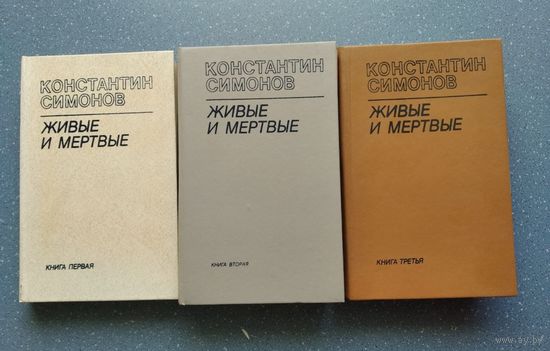 КОНСТАНТИН
СИМОНОВ
ЖИВЫЕ
И МЕРТВЫЕ
КНИГА ПЕРВАЯ
КОНСТАНТИН
СИМОНОВ
ЖИВЫЕ
И МЕРТВЫЕ
КНИГА ВТОРАЯ
КОНСТАНТИН
СИМОНОВ
ЖИВЫЕ
И МЕРТВЫЕ
КНИГА ТРЕТЬЯ